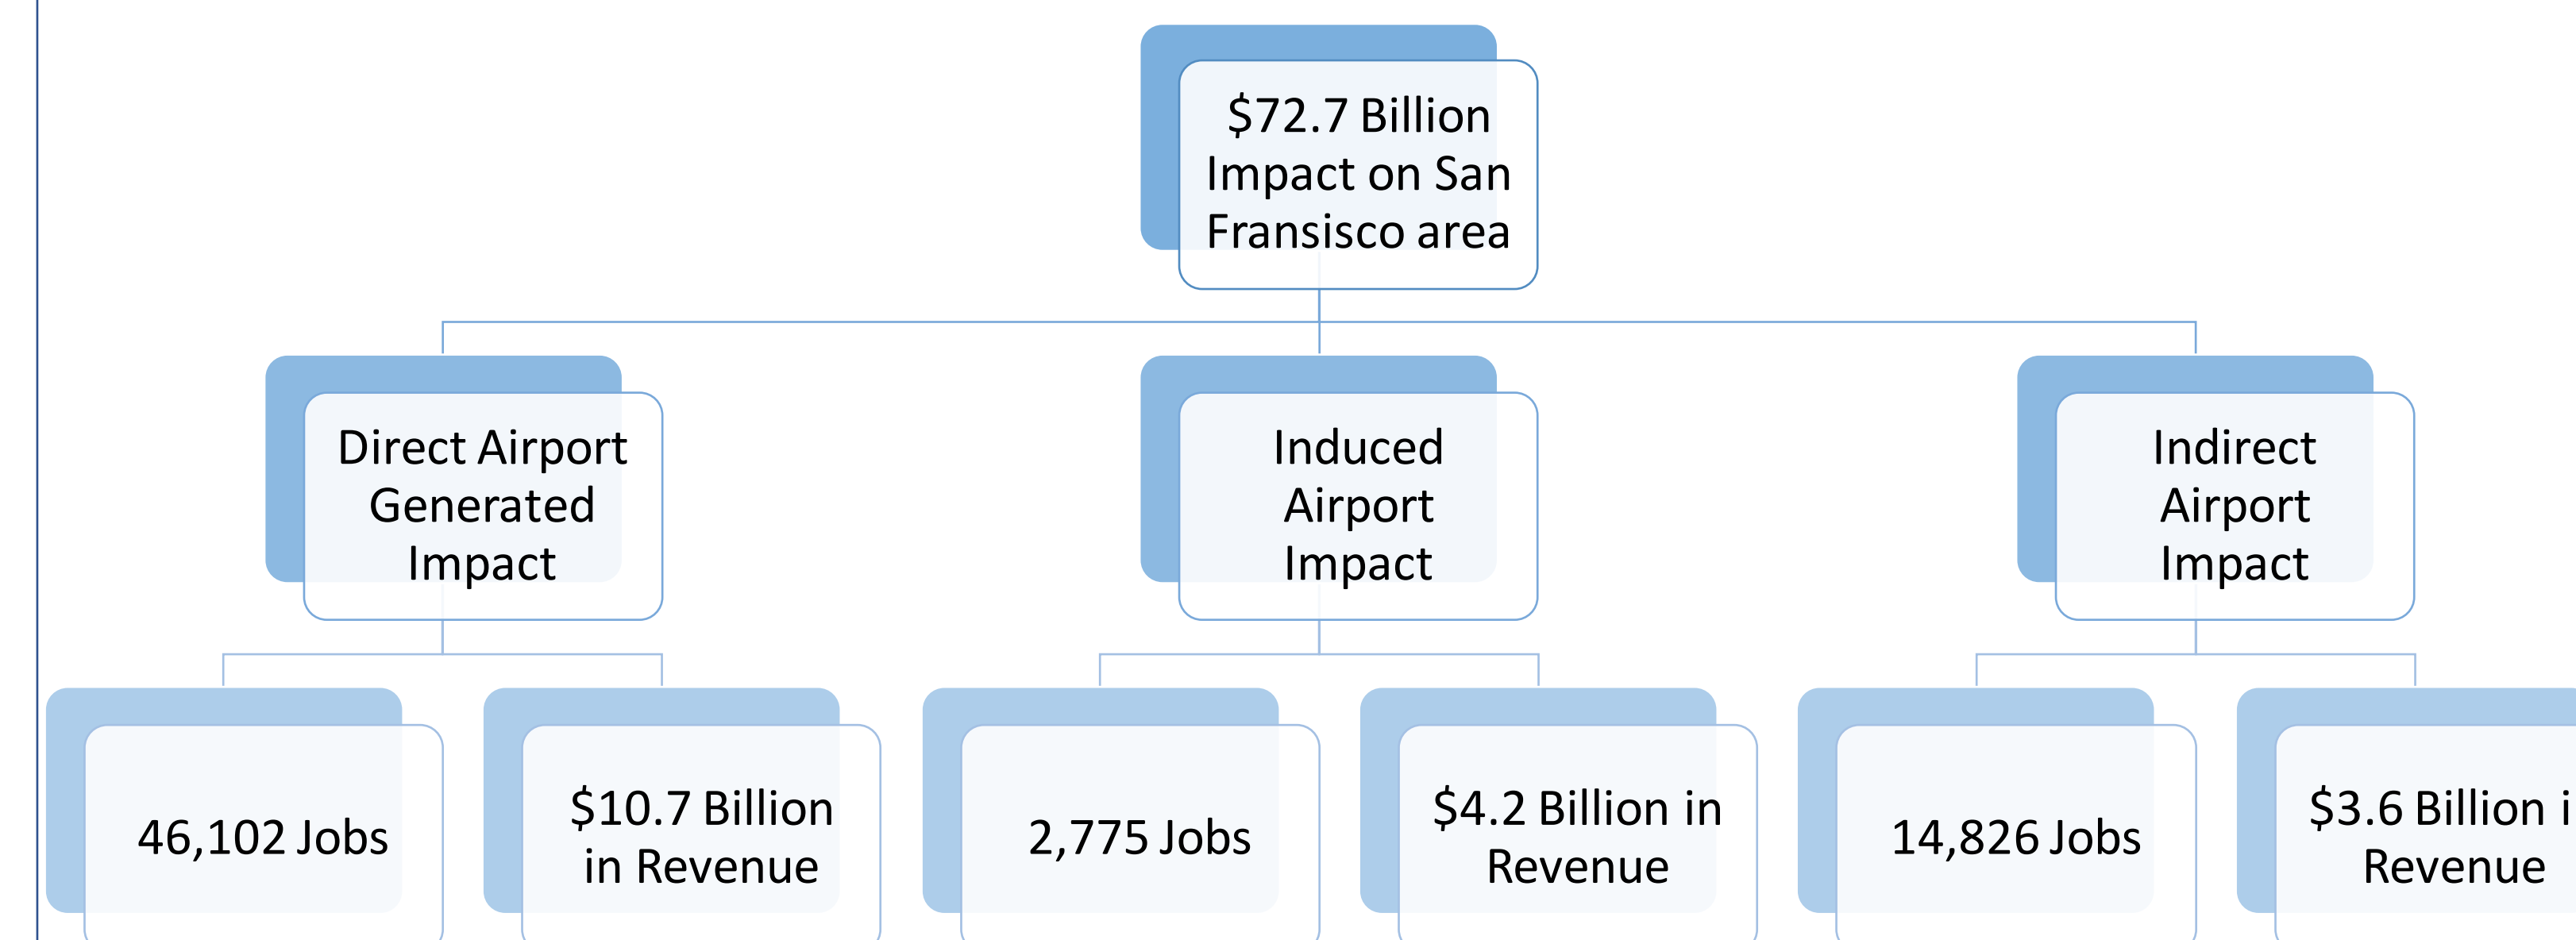 $72.7 Billion
Impact on San
Fransisco area
Direct Airport
Generated
Impact
Induced
Airport
Impact
Indirect
Airport
Impact
46,102 Jobs
$10.7 Billion
in Revenue
2,775 Jobs
$4.2 Billion in
Revenue
14,826 Jobs
$3.6 Billion i
Revenue